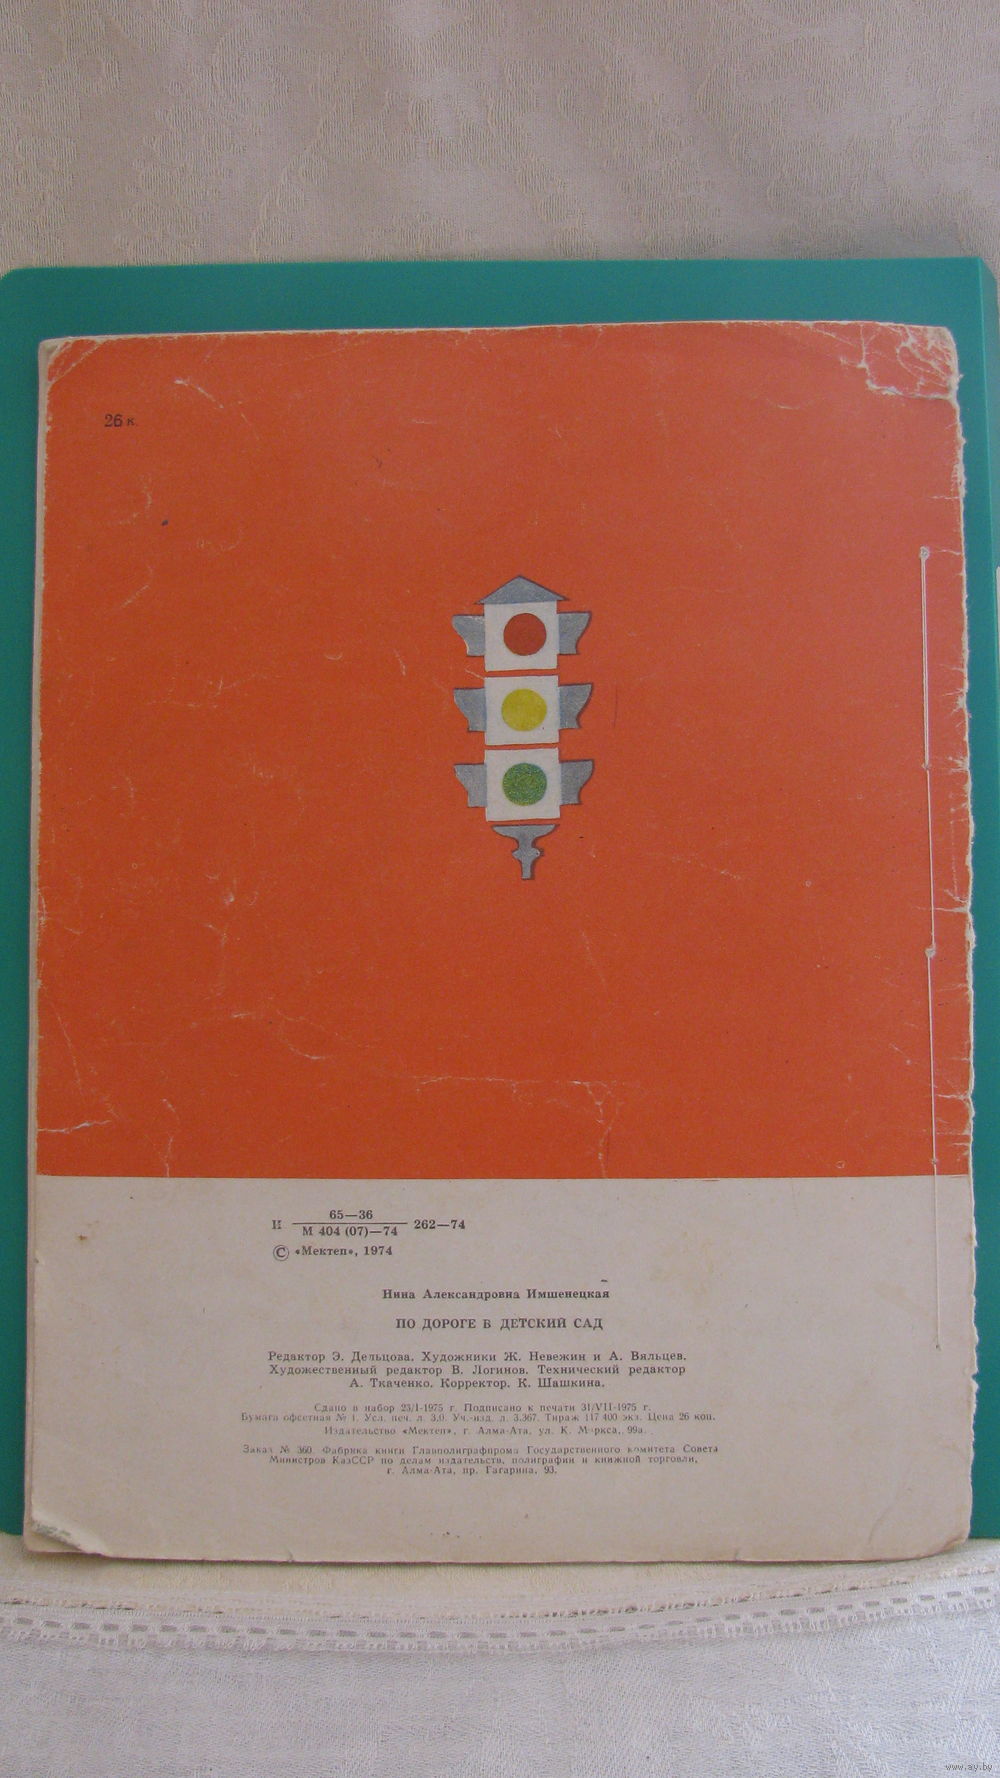 26 к.
65—36
И М 404 (07)—74 262—74
© «Мектеп», 1974
Нина Александровна Имшенецкая
ПО ДОРОГЕ В ДЕТСКИЙ САД
Редактор Э. Дельцова. Художники Ж. Невежин и А. Вяльцев.
Художественный редактор В. Логинов. Технический редактор
А. Ткаченко. Корректор. К. Шашкина.
Сдано в набор 23/I-1975 г. Подписано к печати 31/VII-1975 г.
Бумага офсетная № 1. Усл. печ. л. 3,0. Уч.-изд. л. 3.367. Тираж 117 400 экз. Цена 26 коп.
Издательство «Мектеп», г. Алма-Ата, ул. К. Маркса, 99а.
Заказ № 360. Фабрика книги Главполиграфпрома Государственного комитета Совета
Министров КазССР по делам издательств, полиграфии и книжной торговли,
г. Алма-Ата, пр. Гагарина, 93.
www.ay.by